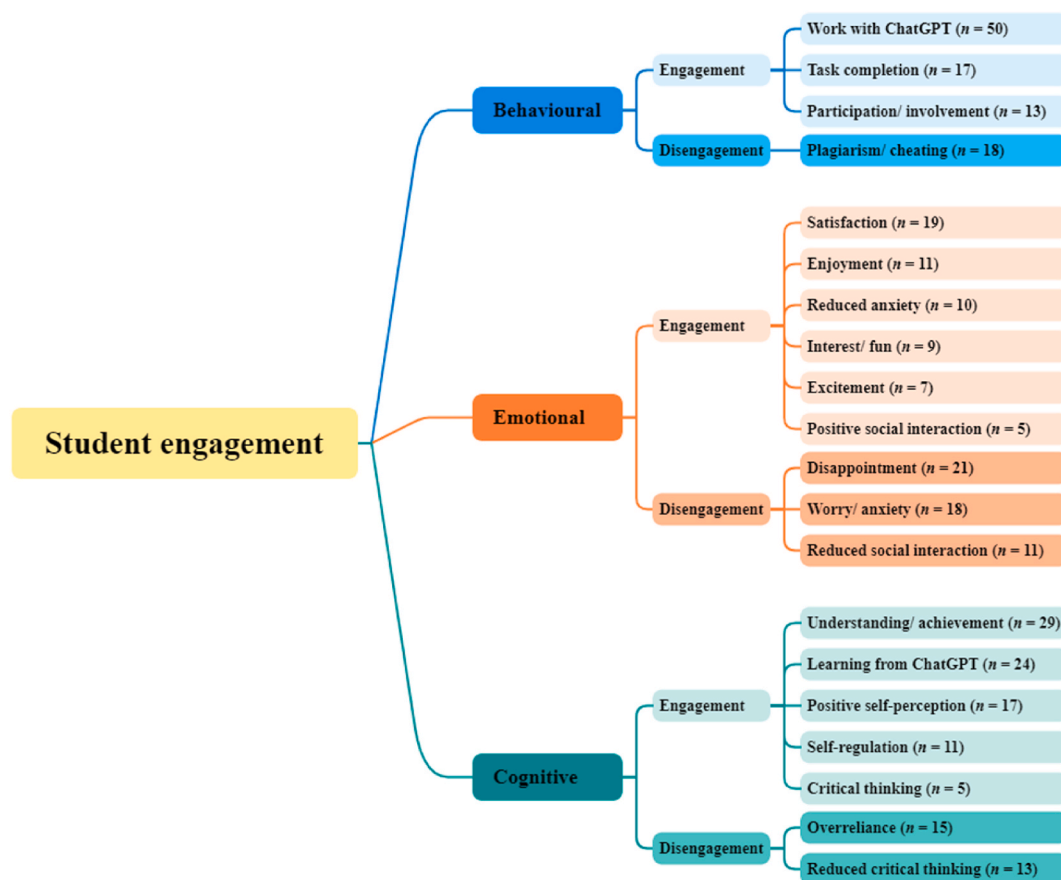 Student engagement
Behavioural
Engagement
Work with ChatGPT (n = 50)
Task completion (n = 17)
Participation/ involvement (n = 13)
Disengagement
Plagiarism/ cheating (n = 18)
Emotional
Engagement
Satisfaction (n = 19)
Enjoyment (n = 11)
Reduced anxiety (n = 10)
Interest/ fun (n = 9)
Excitement (n = 7)
Positive social interaction (n = 5)
Disengagement
Disappointment (n = 21)
Worry/ anxiety (n = 18)
Reduced social interaction (n = 11)
Cognitive
Engagement
Understanding/ achievement (n = 29)
Learning from ChatGPT (n = 24)
Positive self-perception (n = 17)
Self-regulation (n = 11)
Critical thinking (n = 5)
Disengagement
Overreliance (n = 15)
Reduced critical thinking (n = 13)